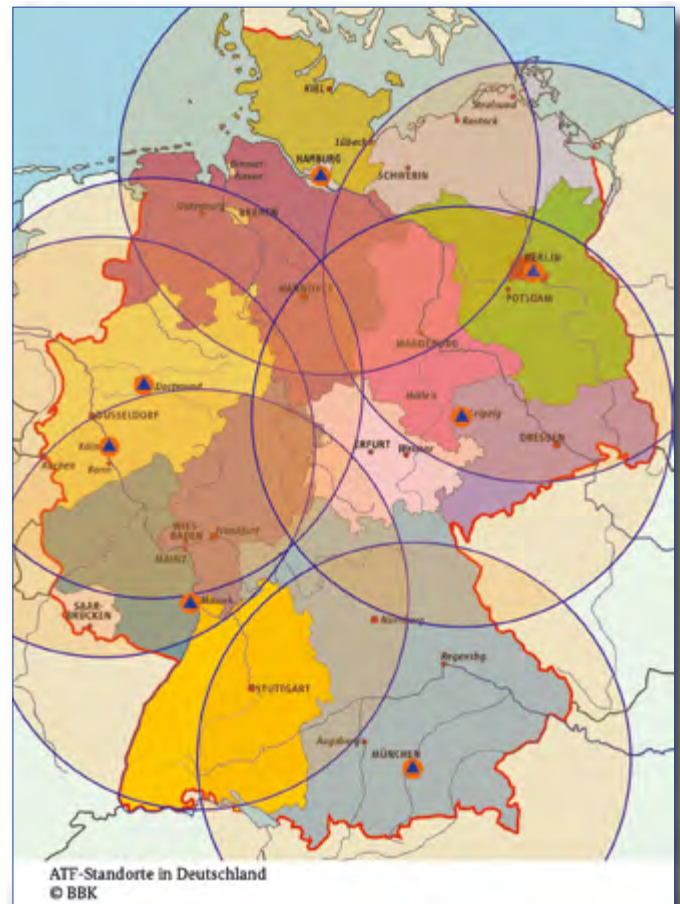 KIEL
Stralsund
Rostock
Lübeck
HAMBURG
SCHWERIN
Bremer-
haven
Oldenburg
BREMEN
BERLIN
POTSDAM
HANNOVER
MAGDEBURG
Dortmund
Halle
Leipzig
DÜSSELDORF
DRESDEN
Köln
ERFURT
Weimar
Aachen
Bonn
WIES-
BADEN
Frankfurt
MAINZ
SAAR-
BRÜCKEN
Nürnberg
Regensbg.
STUTTGART
Augsburg
MÜNCHEN
ATF-Standorte in Deutschland
© BBK